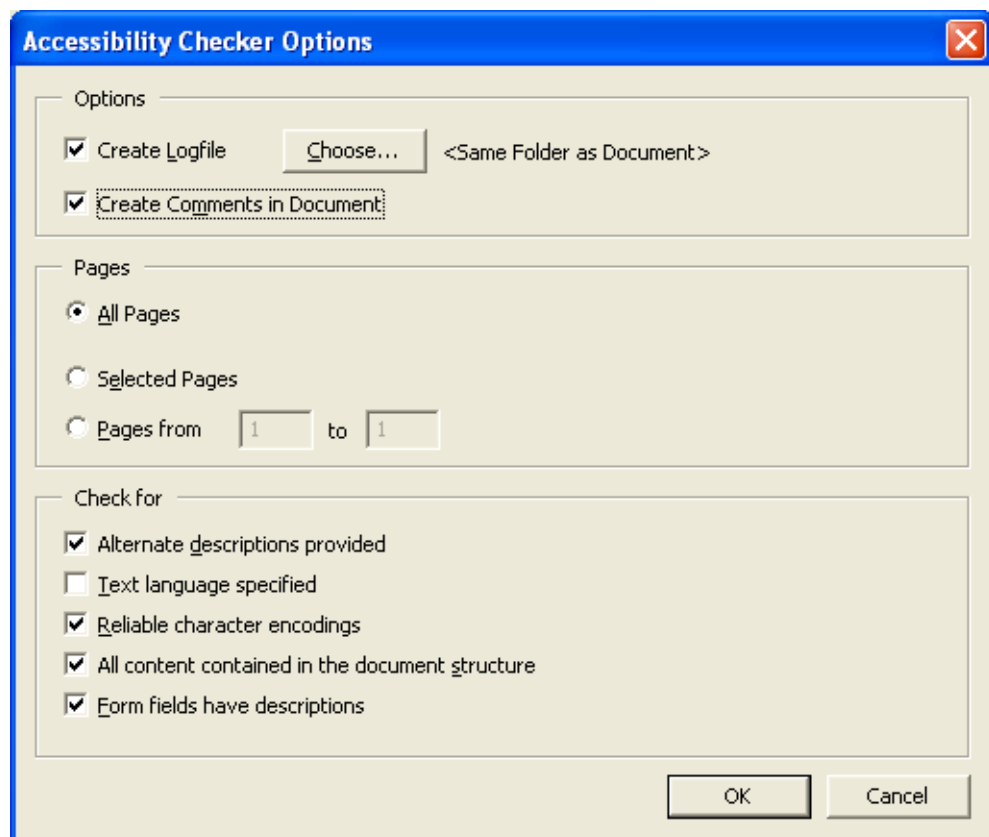 Accessibility Checker Options
Options
Create Logfile Choose... <Same Folder as Document>
Create Comments in Document
Pages
All Pages
Selected Pages
Pages from 1 to 1
Check for
Alternate descriptions provided
Text language specified
Reliable character encodings
All content contained in the document structure
Form fields have descriptions
OK Cancel